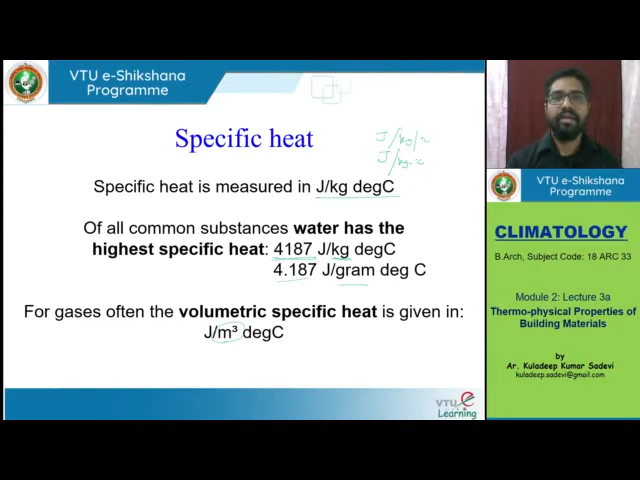 VTU e-Shikshana
Programme
Specific heat
J/kg/°c
J/kg-°c
Specific heat is measured in J/kg degC
Of all common substances water has the
highest specific heat: 4187 J/kg degC
4.187 J/gram deg C
For gases often the volumetric specific heat is given in:
J/m³ degC
VTU e
Learning
VTU e-Shikshana
Programme
CLIMATOLOGY
B.Arch, Subject Code: 18 ARC 33
Module 2: Lecture 3a
Thermo-physical Properties of
Building Materials
by
Ar. Kuladeep Kumar Sadevi
kuladeep.sadevi@gmail.com